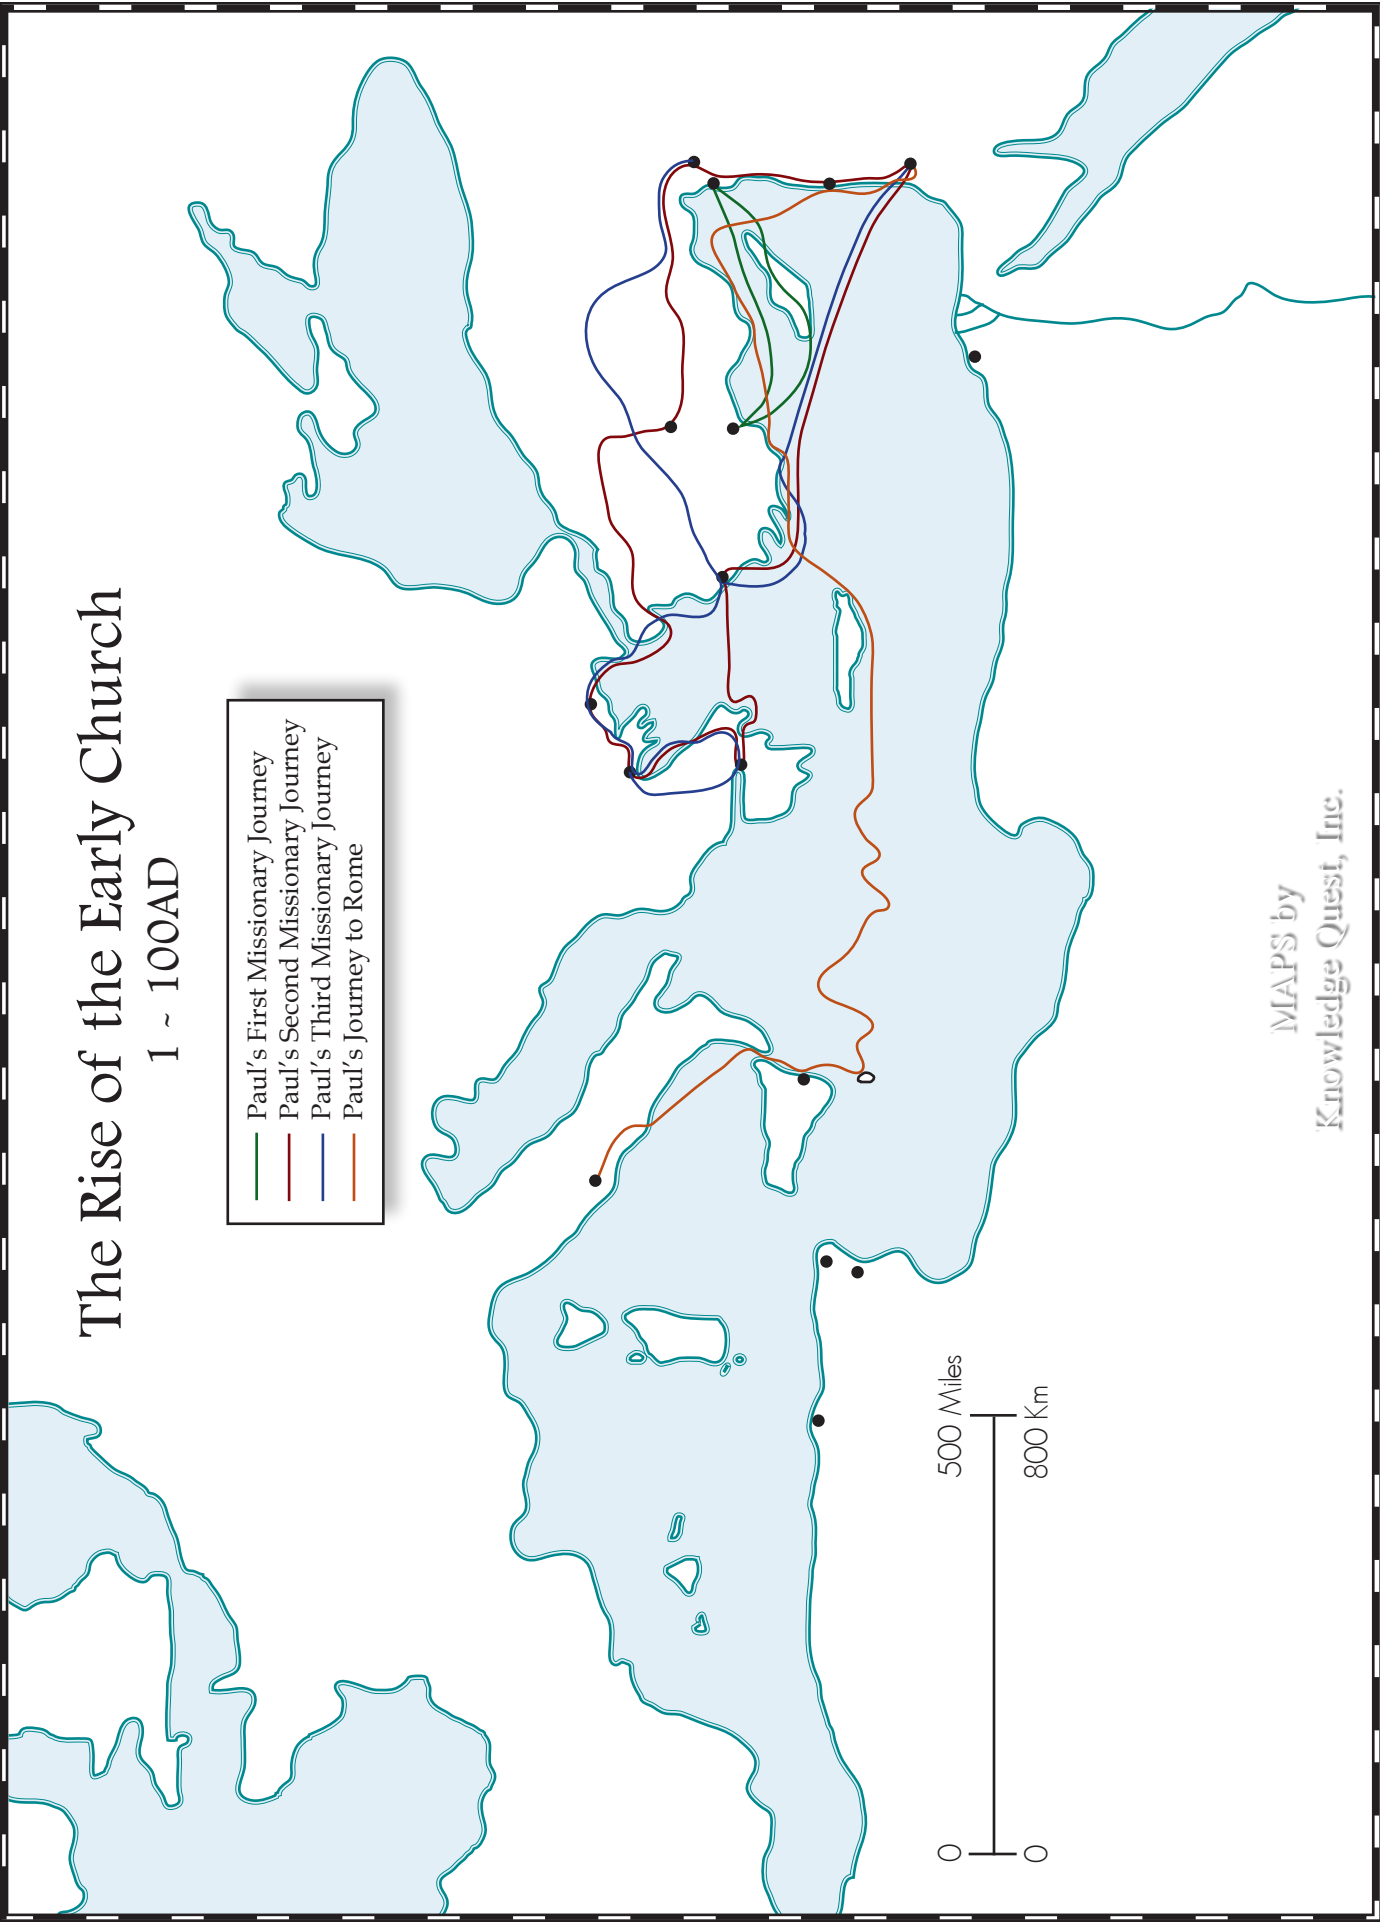 The Rise of the Early Church
1 ~ 100AD
Paul's First Missionary Journey
Paul's Second Missionary Journey
Paul's Third Missionary Journey
Paul's Journey to Rome
0 500 Miles
0 800 Km
MAPS by
Knowledge Quest, Inc.